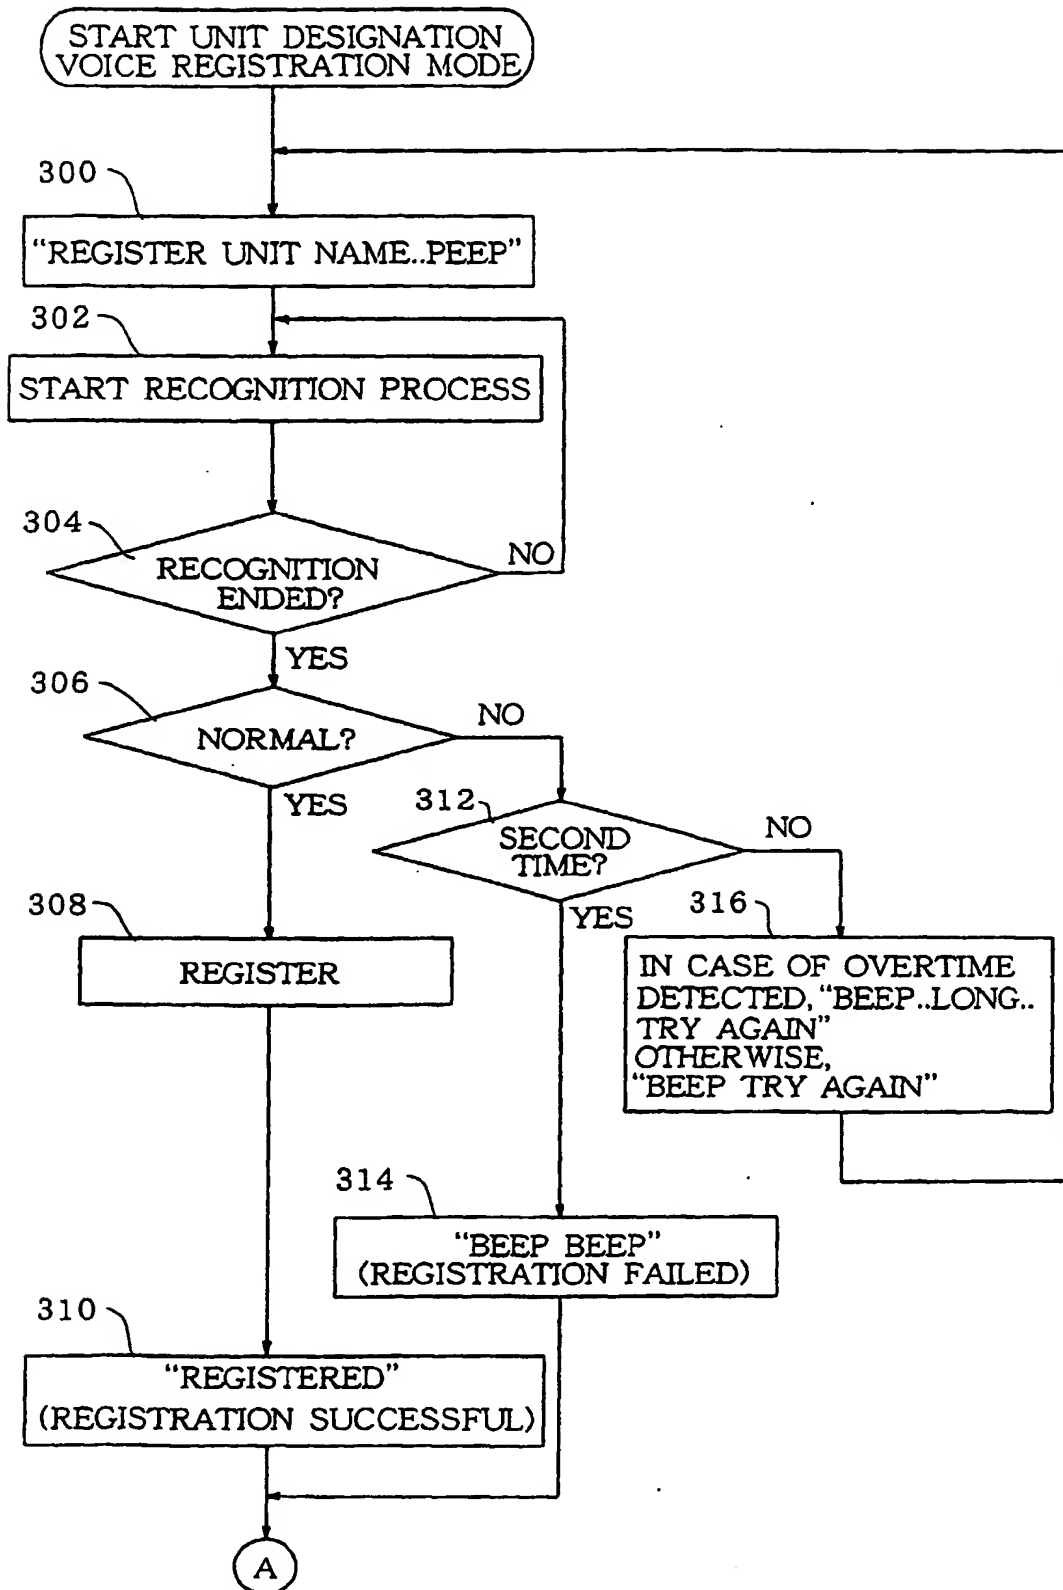 START UNIT DESIGNATION
VOICE REGISTRATION MODE
300
“REGISTER UNIT NAME..PEEP”
302
START RECOGNITION PROCESS
304
RECOGNITION
ENDED?
NO
YES
306
NORMAL?
NO
YES
312
SECOND
TIME?
NO
YES
308
REGISTER
316
IN CASE OF OVERTIME
DETECTED, “BEEP..LONG..
TRY AGAIN”
OTHERWISE,
“BEEP TRY AGAIN”
314
“BEEP BEEP”
(REGISTRATION FAILED)
310
“REGISTERED”
(REGISTRATION SUCCESSFUL)
A